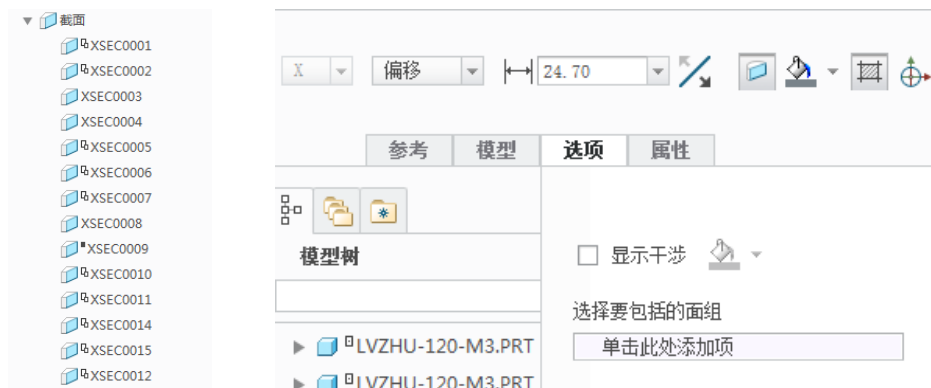 截面
XSEC0001
XSEC0002
XSEC0003
XSEC0004
XSEC0005
XSEC0006
XSEC0007
XSEC0008
XSEC0009
XSEC0010
XSEC0011
XSEC0014
XSEC0015
XSEC0012
X 偏移 24.70
参考 模型 选项 属性
模型树
LVZHU-120-M3.PRT
LVZHU-120-M3.PRT
显示干涉
选择要包括的面组
单击此处添加项